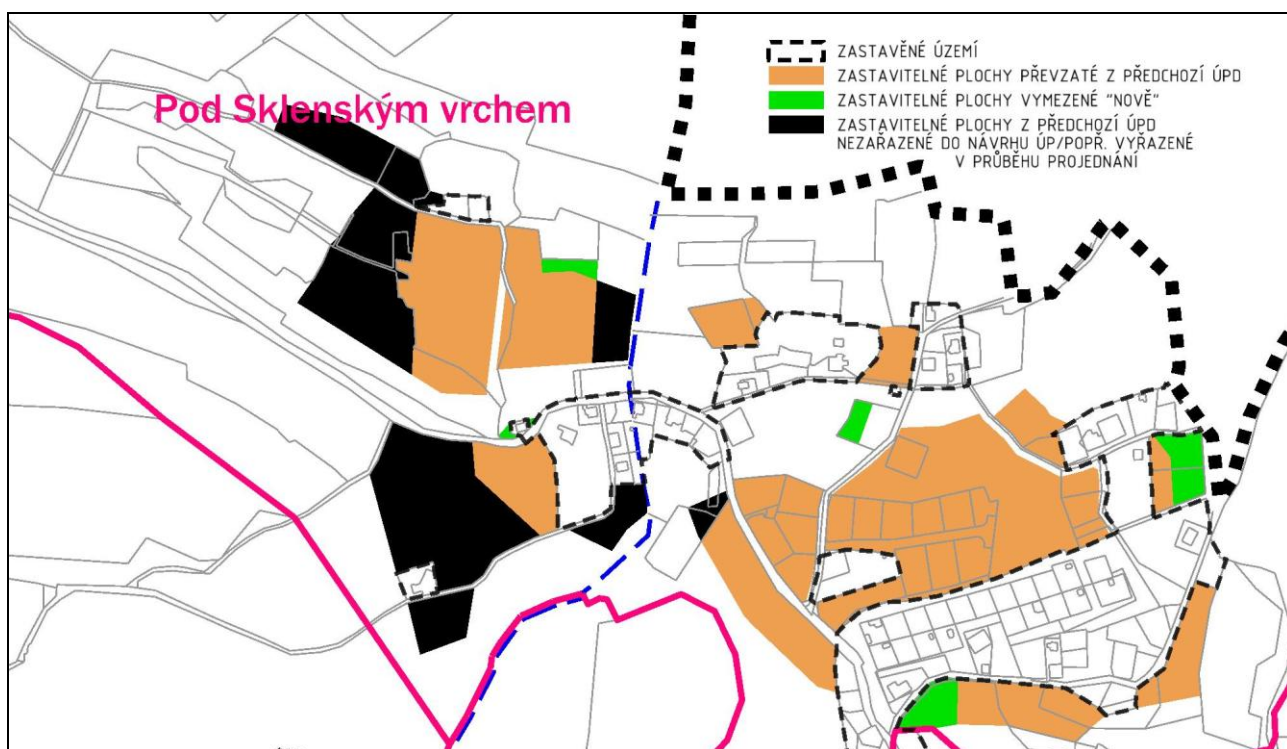 Pod Sklenským vrchem
ZASTAVĚNÉ ÚZEMÍ
ZASTAVITELNÉ PLOCHY PŘEVZATÉ Z PŘEDCHOZÍ ÚPD
ZASTAVITELNÉ PLOCHY VYMEZENÉ "NOVĚ"
ZASTAVITELNÉ PLOCHY Z PŘEDCHOZÍ ÚPD
NEZAŘAZENÉ DO NÁVRHU ÚP/POPŘ. VYŘAZENÉ
V PRŮBĚHU PROJEDNÁNÍ